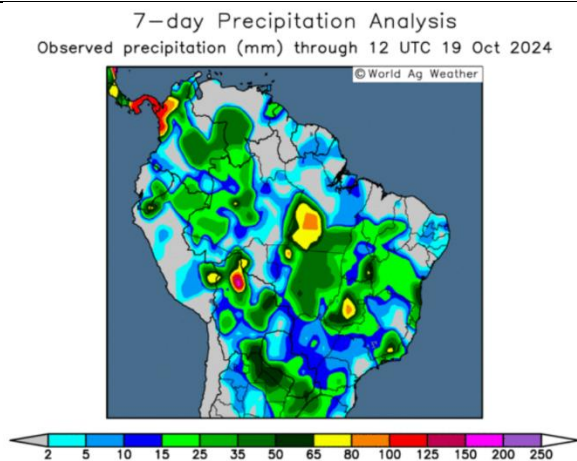 7-day Precipitation Analysis
Observed precipitation (mm) through 12 UTC 19 Oct 2024
©World Ag Weather
2 5 10 15 25 35 50 65 80 100 125 150 200 250